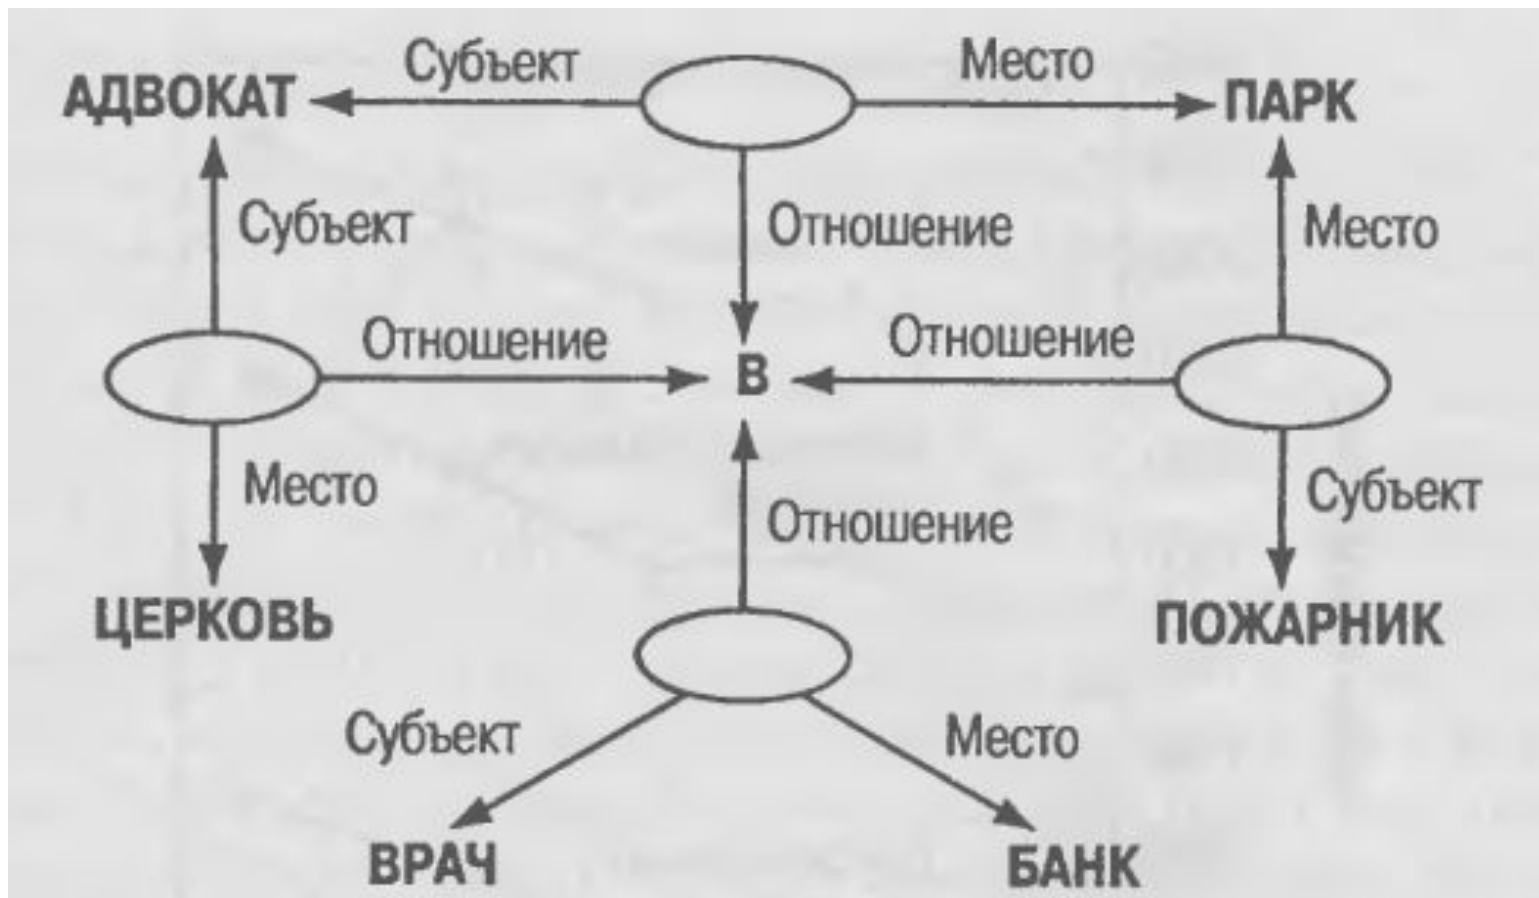 Субъект Место
АДВОКАТ ПАРК
Субъект Отношение Место
Отношение В Отношение
Место Отношение Субъект
ЦЕРКОВЬ ПОЖАРНИК
Субъект Место
ВРАЧ БАНК